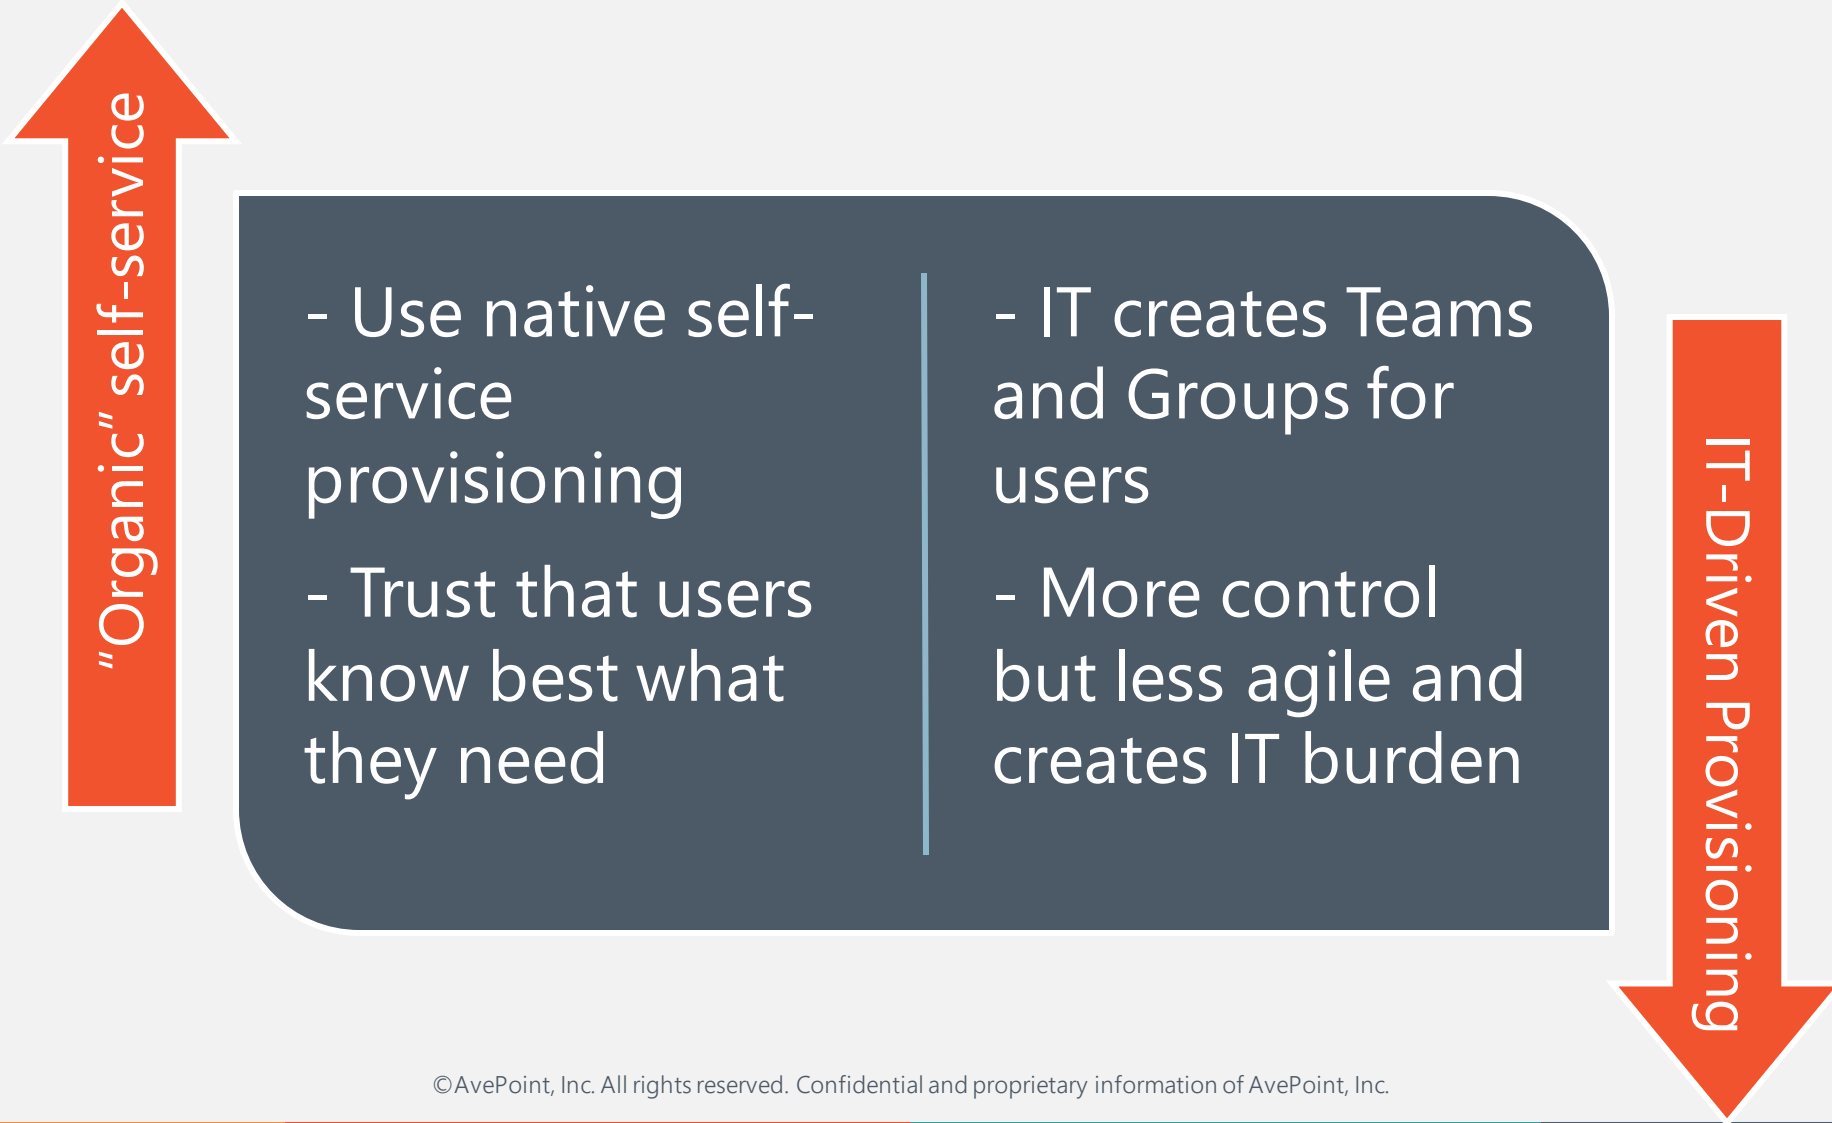 "Organic" self-service
- Use native self-
service
provisioning
- Trust that users
know best what
they need
- IT creates Teams
and Groups for
users
- More control
but less agile and
creates IT burden
IT-Driven Provisioning
©AvePoint, Inc. All rights reserved. Confidential and proprietary information of AvePoint, Inc.